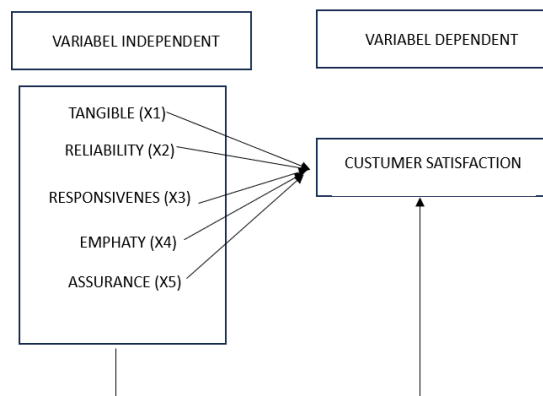 VARIABEL INDEPENDENT
VARIABEL DEPENDENT
TANGIBLE (X1)
RELIABILITY (X2)
RESPONSIVENES (X3)
EMPHATY (X4)
ASSURANCE (X5)
CUSTUMER SATISFACTION